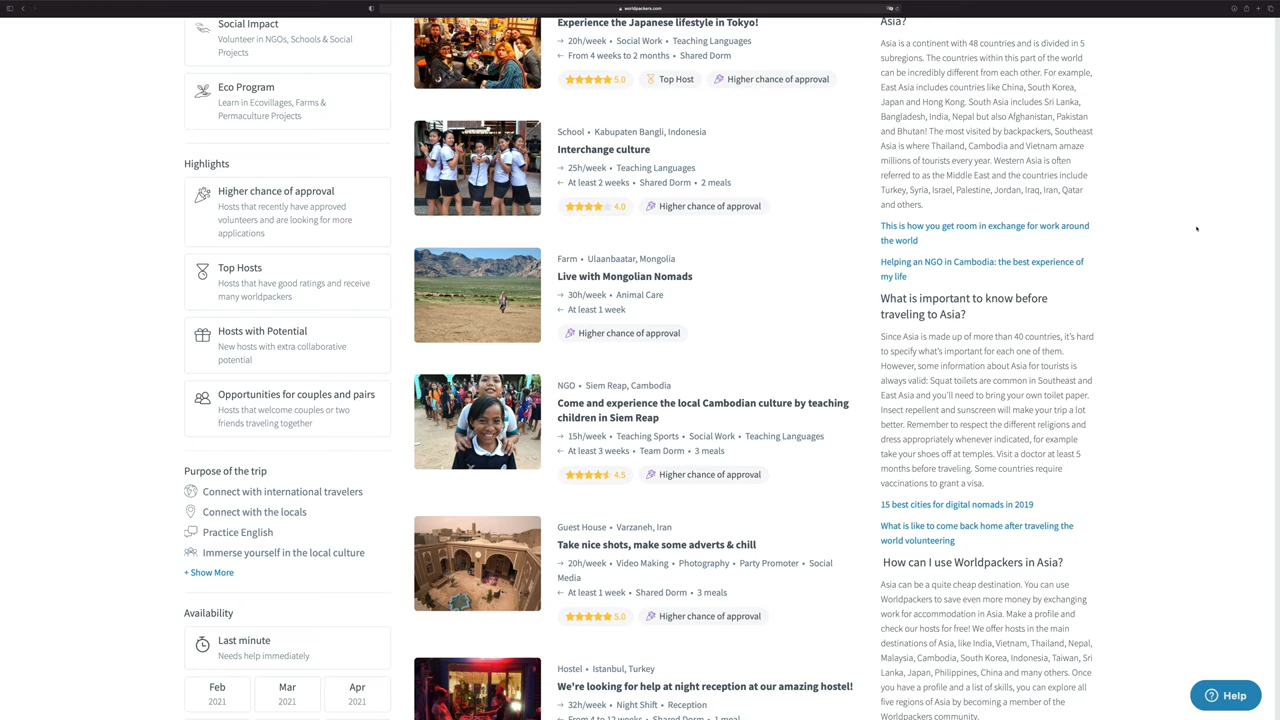 worldpackers.com
Social Impact
Volunteer in NGOs, Schools & Social
Projects
Eco Program
Learn in Ecovillages, Farms &
Permaculture Projects
Highlights
Higher chance of approval
Hosts that recently have approved
volunteers and are looking for more
applications
Top Hosts
Hosts that have good ratings and receive
many worldpackers
Hosts with Potential
New hosts with extra collaborative
potential
Opportunities for couples and pairs
Hosts that welcome couples or two
friends traveling together
Purpose of the trip
Connect with international travelers
Connect with the locals
Practice English
Immerse yourself in the local culture
+ Show More
Availability
Last minute
Needs help immediately
Feb Mar Apr
2021 2021 2021
Experience the Japanese lifestyle in Tokyo!
→ 20h/week • Social Work • Teaching Languages
← From 4 weeks to 2 months • Shared Dorm
5.0 Top Host Higher chance of approval
School • Kabupaten Bangli, Indonesia
Interchange culture
→ 25h/week • Teaching Languages
← At least 2 weeks • Shared Dorm • 2 meals
4.0 Higher chance of approval
Farm • Ulaanbaatar, Mongolia
Live with Mongolian Nomads
→ 30h/week • Animal Care
← At least 1 week
Higher chance of approval
NGO • Siem Reap, Cambodia
Come and experience the local Cambodian culture by teaching
children in Siem Reap
→ 15h/week • Teaching Sports • Social Work • Teaching Languages
← At least 3 weeks • Team Dorm • 3 meals
4.5 Higher chance of approval
Guest House • Varzaneh, Iran
Take nice shots, make some adverts & chill
→ 20h/week • Video Making • Photography • Party Promoter • Social
Media
← At least 1 week • Shared Dorm • 3 meals
5.0 Higher chance of approval
Hostel • Istanbul, Turkey
We're looking for help at night reception at our amazing hostel!
→ 32h/week • Night Shift • Reception
← From 4 to 12 weeks • Shared Dorm • 1 meal
Asia?
Asia is a continent with 48 countries and is divided in 5
subregions. The countries within this part of the world
can be incredibly different from each other. For example,
East Asia includes countries like China, South Korea,
Japan and Hong Kong. South Asia includes Sri Lanka,
Bangladesh, India, Nepal but also Afghanistan, Pakistan
and Bhutan! The most visited by backpackers, Southeast
Asia is where Thailand, Cambodia and Vietnam amaze
millions of tourists every year. Western Asia is often
referred to as the Middle East and the countries include
Turkey, Syria, Israel, Palestine, Jordan, Iraq, Iran, Qatar
and others.
This is how you get room in exchange for work around
the world
Helping an NGO in Cambodia: the best experience of
my life
What is important to know before
traveling to Asia?
Since Asia is made up of more than 40 countries, it's hard
to specify what's important for each one of them.
However, some information about Asia for tourists is
always valid: Squat toilets are common in Southeast and
East Asia and you'll need to bring your own toilet paper.
Insect repellent and sunscreen will make your trip a lot
better. Remember to respect the different religions and
dress appropriately whenever indicated, for example
take your shoes off at temples. Visit a doctor at least 5
months before traveling. Some countries require
vaccinations to grant a visa.
15 best cities for digital nomads in 2019
What is like to come back home after traveling the
world volunteering
How can I use Worldpackers in Asia?
Asia can be a quite cheap destination. You can use
Worldpackers to save even more money by exchanging
work for accommodation in Asia. Make a profile and
check our hosts for free! We offer hosts in the main
destinations of Asia, like India, Vietnam, Thailand, Nepal,
Malaysia, Cambodia, South Korea, Indonesia, Taiwan, Sri
Lanka, Japan, Philippines, China and many others. Once
you have a profile and a list of skills, you can explore all
five regions of Asia by becoming a member of the
Worldpackers community.
Help